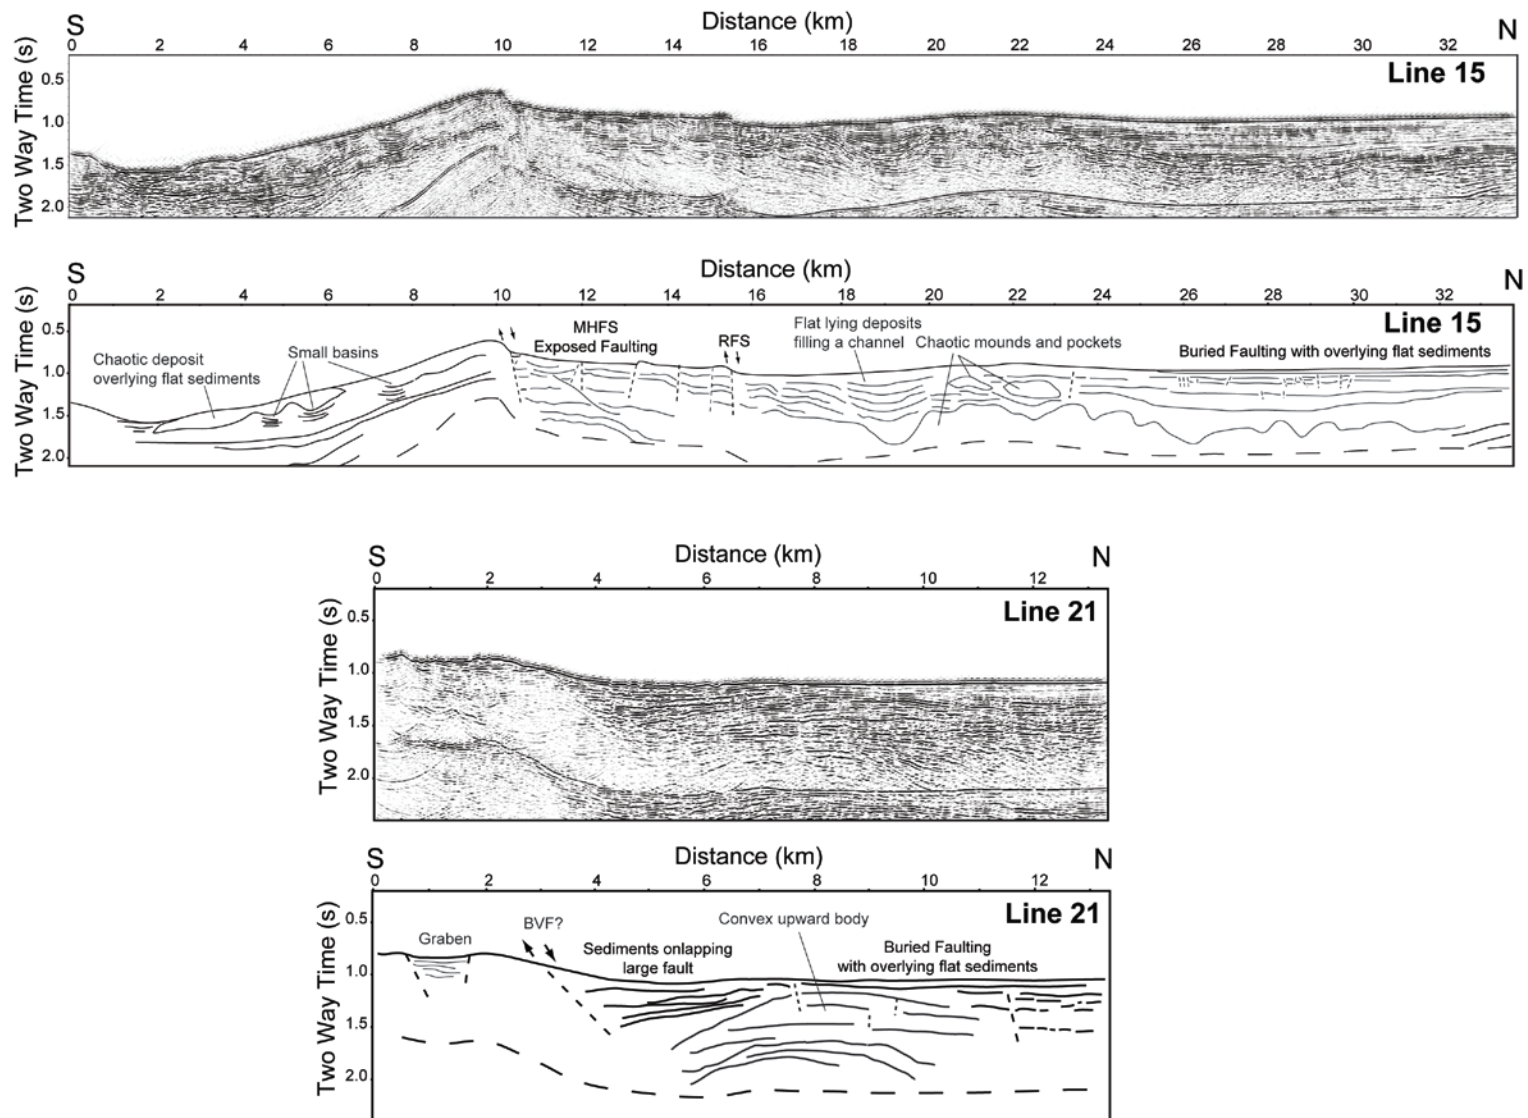 Distance (km)
S N
0 2 4 6 8 10 12 14 16 18 20 22 24 26 28 30 32
Line 15
Two Way Time (s)
0.5
1.0
1.5
2.0
Distance (km)
S N
0 2 4 6 8 10 12 14 16 18 20 22 24 26 28 30 32
Line 15
Two Way Time (s)
0.5
1.0
1.5
2.0
Chaotic deposit
overlying flat sediments
Small basins
MHFS
Exposed Faulting
RFS
Flat lying deposits
filling a channel
Chaotic mounds and pockets
Buried Faulting with overlying flat sediments
Distance (km)
S N
0 2 4 6 8 10 12
Line 21
Two Way Time (s)
0.5
1.0
1.5
2.0
Distance (km)
S N
0 2 4 6 8 10 12
Line 21
Two Way Time (s)
0.5
1.0
1.5
2.0
Graben
BVF?
Sediments onlapping
large fault
Convex upward body
Buried Faulting
with overlying flat sediments